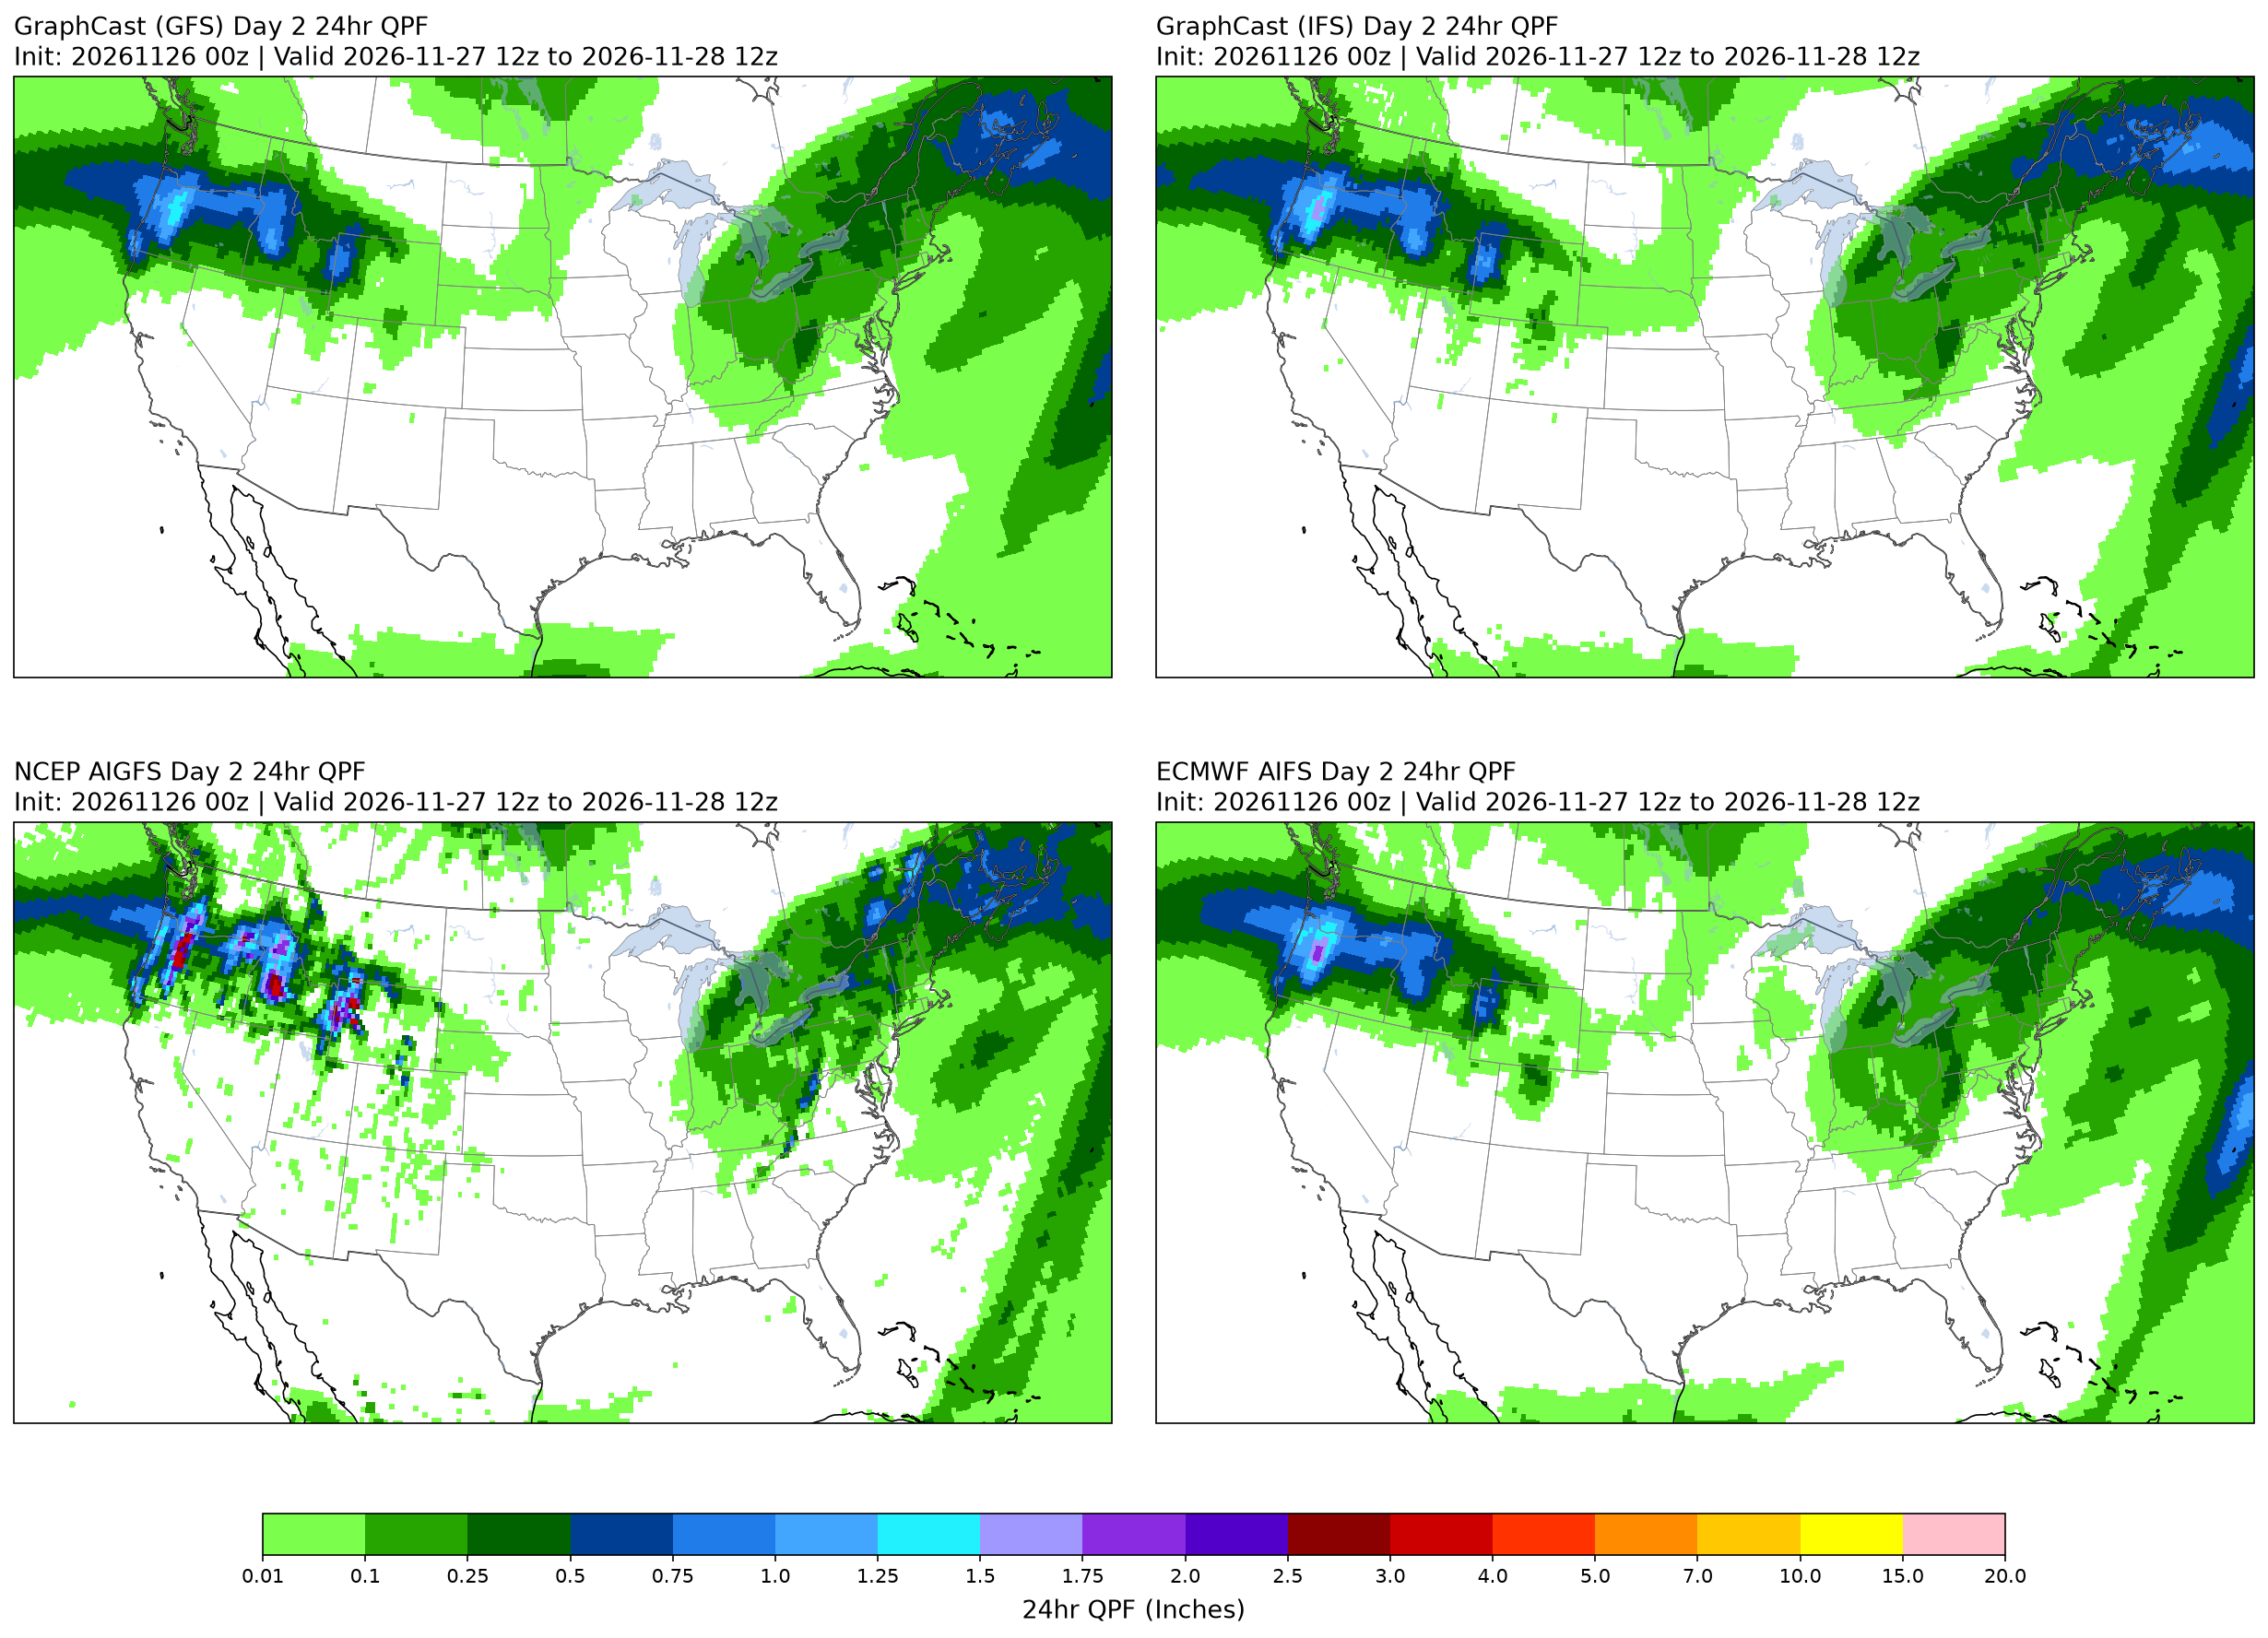 GraphCast (GFS) Day 2 24hr QPF
Init: 20261126 00z | Valid 2026-11-27 12z to 2026-11-28 12z
GraphCast (IFS) Day 2 24hr QPF
Init: 20261126 00z | Valid 2026-11-27 12z to 2026-11-28 12z
NCEP AIGFS Day 2 24hr QPF
Init: 20261126 00z | Valid 2026-11-27 12z to 2026-11-28 12z
ECMWF AIFS Day 2 24hr QPF
Init: 20261126 00z | Valid 2026-11-27 12z to 2026-11-28 12z
0.01 0.1 0.25 0.5 0.75 1.0 1.25 1.5 1.75 2.0 2.5 3.0 4.0 5.0 7.0 10.0 15.0 20.0
24hr QPF (Inches)